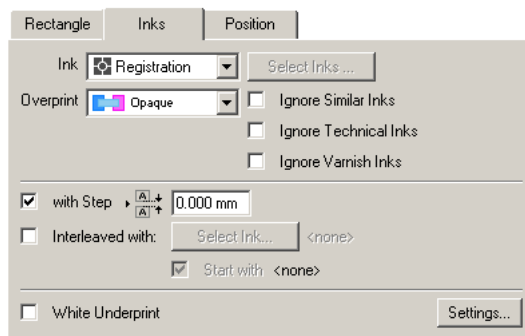 Rectangle Inks Position
Ink Registration Select Inks ...
Overprint Opaque Ignore Similar Inks
Ignore Technical Inks
Ignore Varnish Inks
with Step A A 0.000 mm
Interleaved with: Select Ink... <none>
Start with <none>
White Underprint Settings...